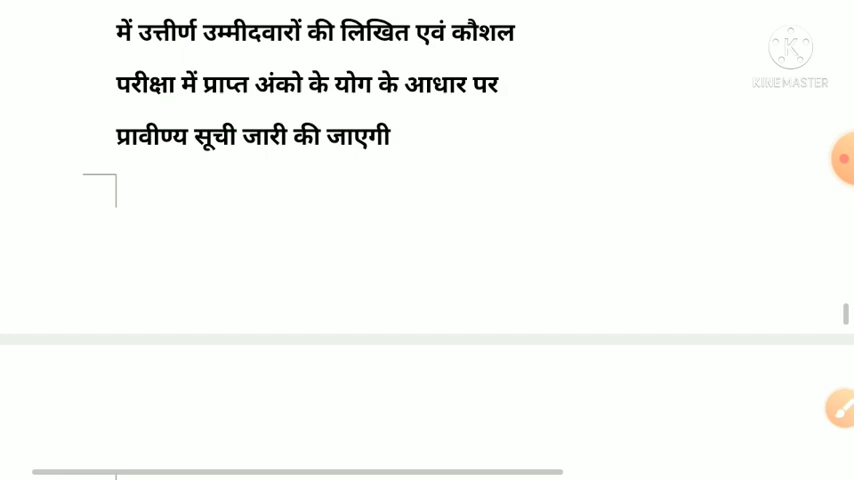 में उत्तीर्ण उम्मीदवारों की लिखित एवं कौशल
परीक्षा में प्राप्त अंको के योग के आधार पर
प्रावीण्य सूची जारी की जाएगी
K
KINEMASTER